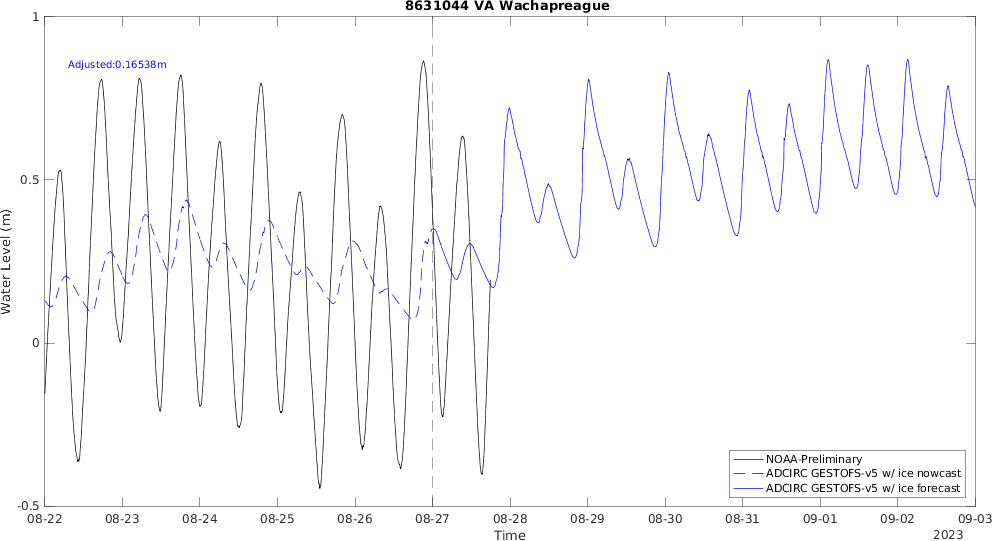 8631044 VA Wachapreague
Adjusted:0.16538m
Water Level (m)
1
0.5
0
-0.5
08-22 08-23 08-24 08-25 08-26 08-27 08-28 08-29 08-30 08-31 09-01 09-02 09-03
Time
2023
NOAA-Preliminary
ADCIRC GESTOFS-v5 w/ ice nowcast
ADCIRC GESTOFS-v5 w/ ice forecast